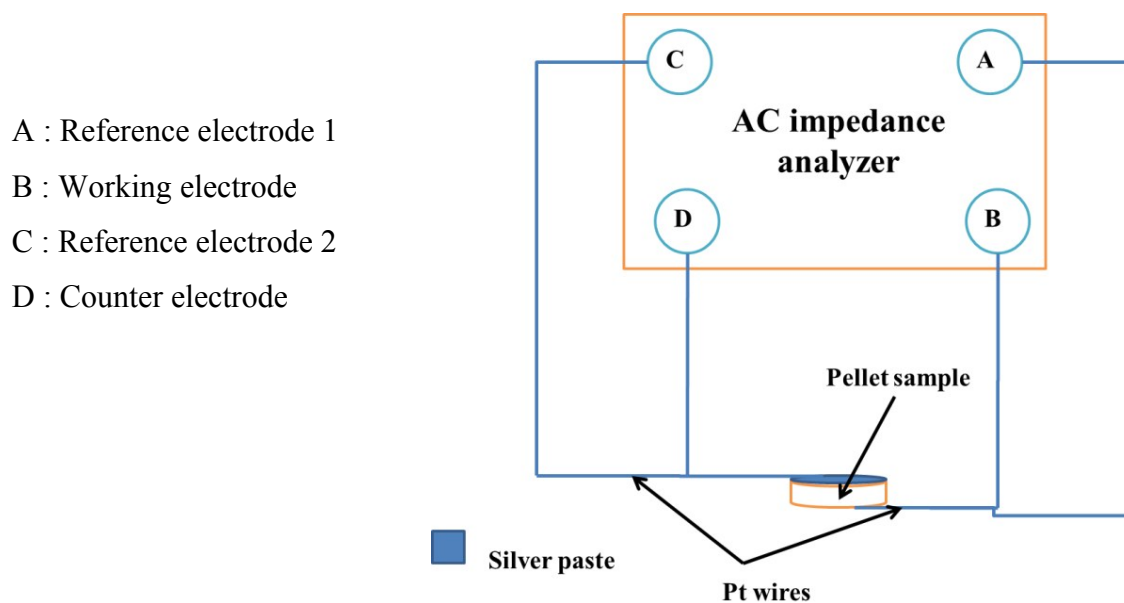 A : Reference electrode 1
B : Working electrode
C : Reference electrode 2
D : Counter electrode
C
A
AC impedance
analyzer
D
B
Pellet sample
Silver paste
Pt wires